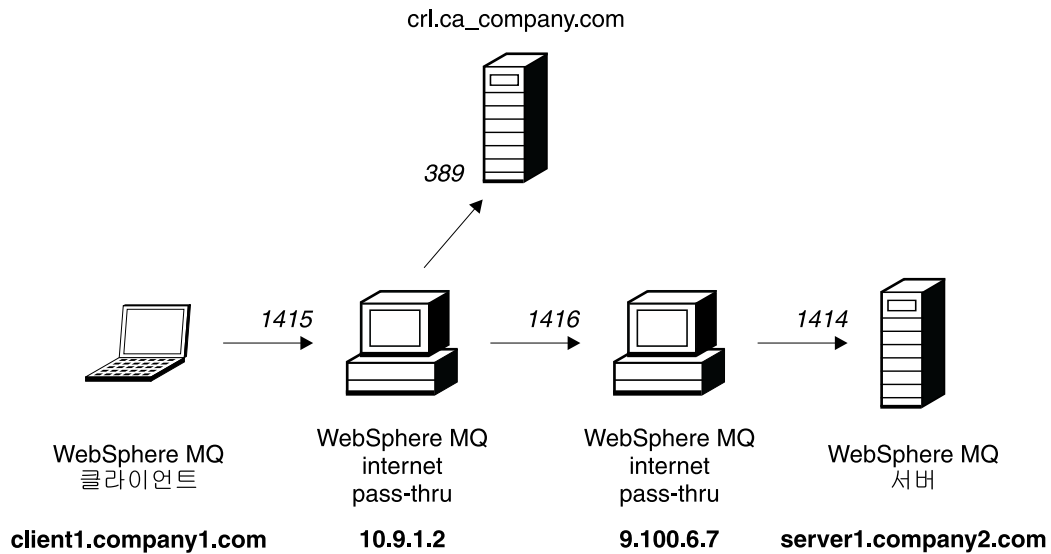 crl.ca_company.com
389
1415
1416
1414
WebSphere MQ
클라이언트
WebSphere MQ
internet
pass-thru
WebSphere MQ
internet
pass-thru
WebSphere MQ
서버
client1.company1.com
10.9.1.2
9.100.6.7
server1.company2.com